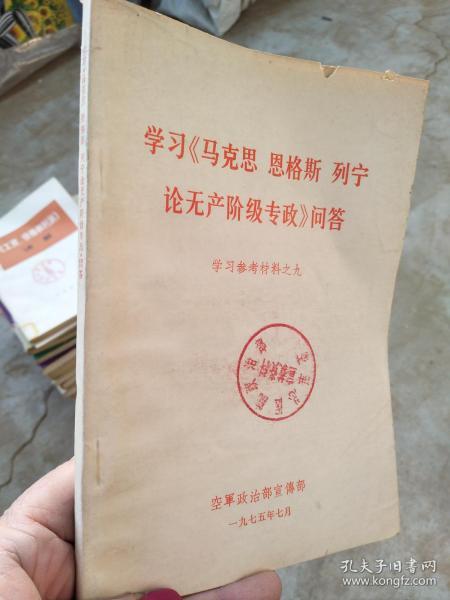 学习《马克思 恩格斯 列宁
论无产阶级专政》问答
学习参考材料之九
空軍政治部宣傳部
一九七五年七月
孔夫子旧书网
www.kongfz.com